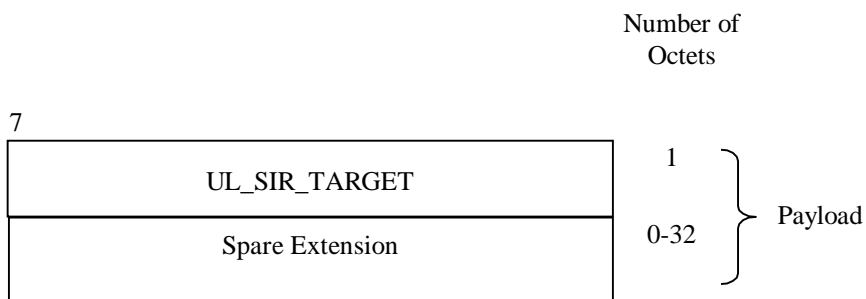 Number of
Octets
7
UL_SIR_TARGET
1
Spare Extension
0-32
Payload